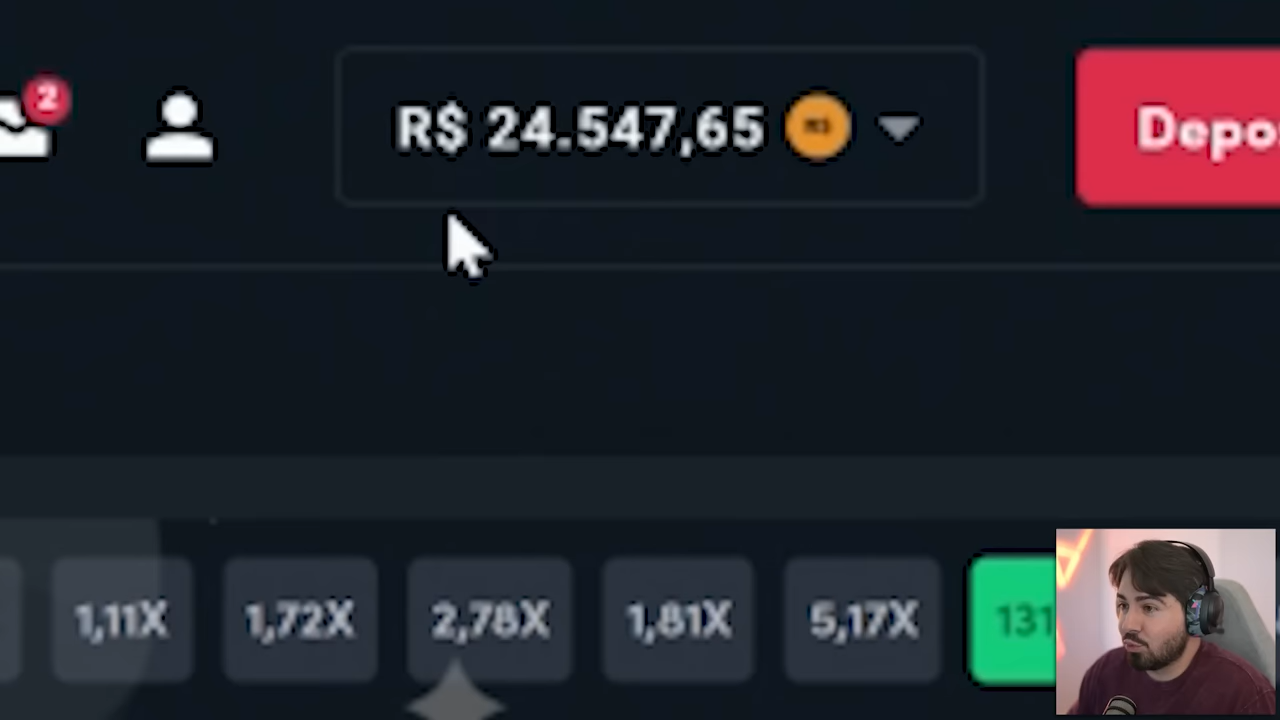 2
R$ 24.547,65
Depo
1,11X
1,72X
2,78X
1,81X
5,17X
131